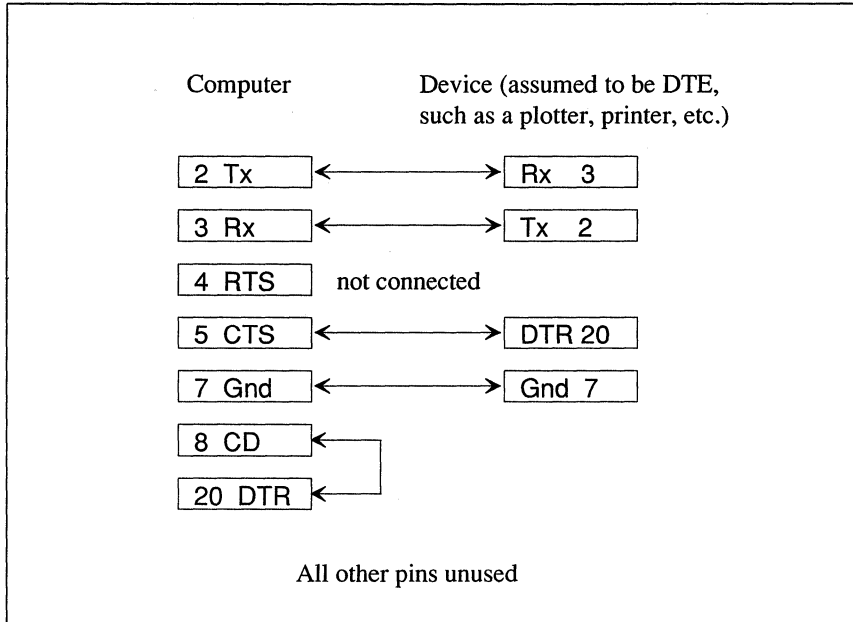 Computer
Device (assumed to be DTE,
such as a plotter, printer, etc.)
2 Tx
Rx 3
3 Rx
Tx 2
4 RTS
not connected
5 CTS
DTR 20
7 Gnd
Gnd 7
8 CD
20 DTR
All other pins unused